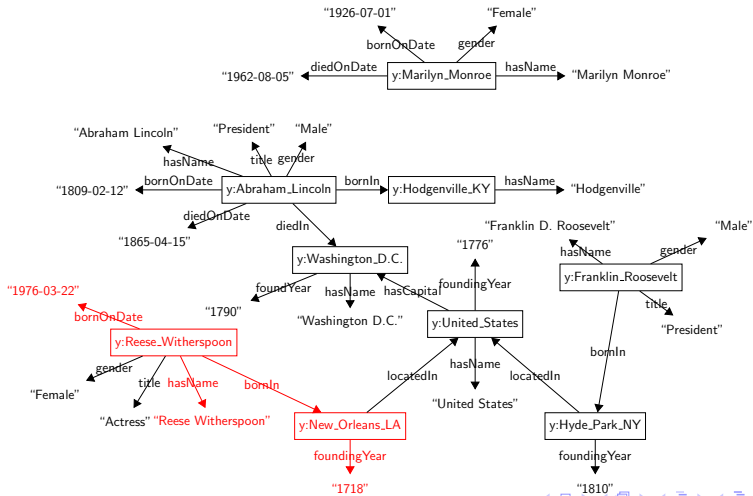 “1926-07-01”
“Female”
bornOnDate
gender
diedOnDate
hasName
“1962-08-05”
y:Marilyn_Monroe
“Marilyn Monroe”
“Abraham Lincoln”
“President”
“Male”
hasName
title
gender
bornOnDate
bornIn
hasName
“1809-02-12”
y:Abraham_Lincoln
y:Hodgenville_KY
“Hodgenville”
diedOnDate
diedIn
“1865-04-15”
“Franklin D. Roosevelt”
“Male”
“1776”
hasName
gender
y:Washington_D.C.
y:Franklin_Roosevelt
foundYear
hasName
hasCapital
foundingYear
title
“1976-03-22”
“1790”
“Washington D.C.”
bornOnDate
y:United_States
“President”
y:Reese_Witherspoon
bornIn
gender
title
hasName
bornIn
locatedIn
hasName
locatedIn
“Female”
“Actress”
“Reese Witherspoon”
“United States”
y:New_Orleans_LA
y:Hyde_Park_NY
foundingYear
foundingYear
“1718”
“1810”